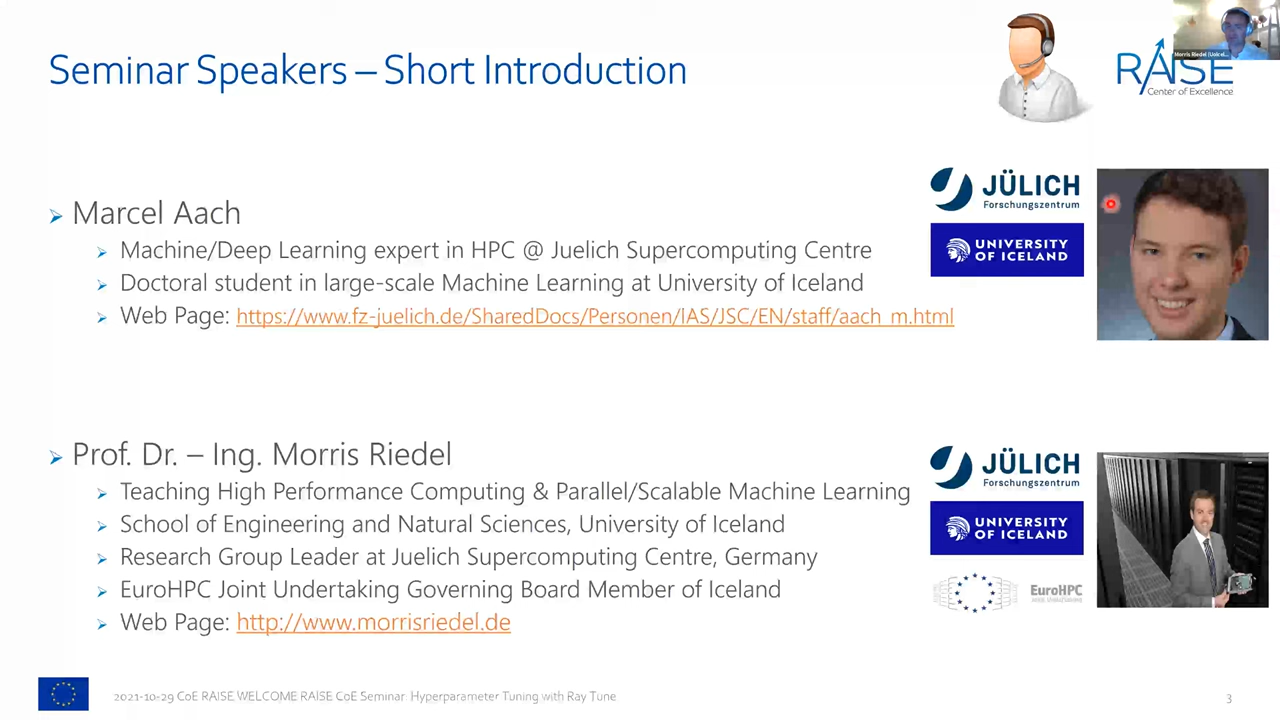 Morris Riedel
Seminar Speakers – Short Introduction
RAISE
Center of Excellence
Marcel Aach
Machine/Deep Learning expert in HPC @ Juelich Supercomputing Centre
Doctoral student in large-scale Machine Learning at University of Iceland
Web Page: https://www.fz-juelich.de/SharedDocs/Personen/IAS/JSC/EN/staff/aach_m.html
JÜLICH
Forschungszentrum
UNIVERSITY
OF ICELAND
Prof. Dr. – Ing. Morris Riedel
Teaching High Performance Computing & Parallel/Scalable Machine Learning
School of Engineering and Natural Sciences, University of Iceland
Research Group Leader at Juelich Supercomputing Centre, Germany
EuroHPC Joint Undertaking Governing Board Member of Iceland
Web Page: http://www.morrisriedel.de
JÜLICH
Forschungszentrum
UNIVERSITY
OF ICELAND
EuroHPC
2021-10-29 CoE RAISE WELCOME RAISE CoE Seminar Hyperparameter Tuning with Ray Tune
3